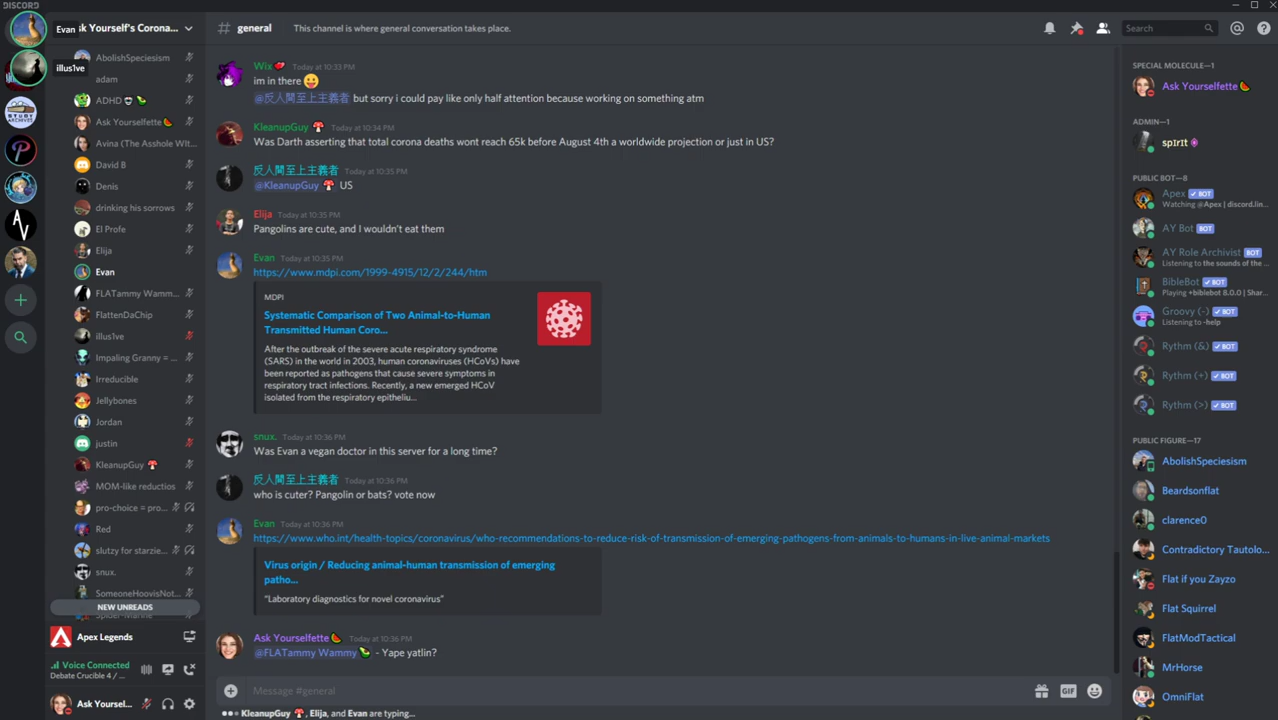 DISCORD
Evan
sk Yourself's Corona...
illus1ve
AbolishSpeciesism
adam
ADHD
Ask Yourselfette
Avina (The Asshole WIt...
David B
Denis
drinking his sorrows
El Profe
Elija
Evan
FLATammy Wamm...
FlattenDaChip
illus1ve
Impaling Granny = ...
Irreducible
Jellybones
Jordan
justin
KleanupGuy
MOM-like reductios
pro-choice = pro...
Red
slutzy for starzie...
snux.
SomeoneHoovisNot...
NEW UNREADS
Apex Legends
Voice Connected
Debate Crucible 4 / ...
Ask Yoursel...
# general
This channel is where general conversation takes place.
Search
Wix Today at 10:33 PM
im in there
@反人間至上主義者 but sorry i could pay like only half attention because working on something atm
KleanupGuy Today at 10:34 PM
Was Darth asserting that total corona deaths wont reach 65k before August 4th a worldwide projection or just in US?
反人間至上主義者 Today at 10:35 PM
@KleanupGuy US
Elija Today at 10:35 PM
Pangolins are cute, and I wouldn't eat them
Evan Today at 10:35 PM
https://www.mdpi.com/1999-4915/12/2/244/htm
MDPI
Systematic Comparison of Two Animal-to-Human
Transmitted Human Coro...
After the outbreak of the severe acute respiratory syndrome
(SARS) in the world in 2003, human coronaviruses (HCoVs) have
been reported as pathogens that cause severe symptoms in
respiratory tract infections. Recently, a new emerged HCoV
isolated from the respiratory epitheliu...
snux. Today at 10:36 PM
Was Evan a vegan doctor in this server for a long time?
反人間至上主義者 Today at 10:36 PM
who is cuter? Pangolin or bats? vote now
Evan Today at 10:36 PM
https://www.who.int/health-topics/coronavirus/who-recommendations-to-reduce-risk-of-transmission-of-emerging-pathogens-from-animals-to-humans-in-live-animal-markets
Virus origin / Reducing animal-human transmission of emerging
patho...
"Laboratory diagnostics for novel coronavirus"
Ask Yourselfette Today at 10:36 PM
@FLATammy Wammy - Yape yatlin?
Message #general
GIF
KleanupGuy , Elija, and Evan are typing...
SPECIAL MOLECULE—1
Ask Yourselfette
ADMIN—1
sp1r1t
PUBLIC BOT—8
Apex BOT
Watching @Apex | discord.lin...
AY Bot BOT
AY Role Archivist BOT
Listening to the sounds of the ...
BibleBot BOT
Playing +biblebot 8.0.0 | Shar...
Groovy (-) BOT
Listening to -help
Rythm (&) BOT
Rythm (+) BOT
Rythm (>) BOT
PUBLIC FIGURE—17
AbolishSpeciesism
Beardsonflat
clarence0
Contradictory Tautolo...
Flat if you Zayzo
Flat Squirrel
FlatModTactical
MrHorse
OmniFlat